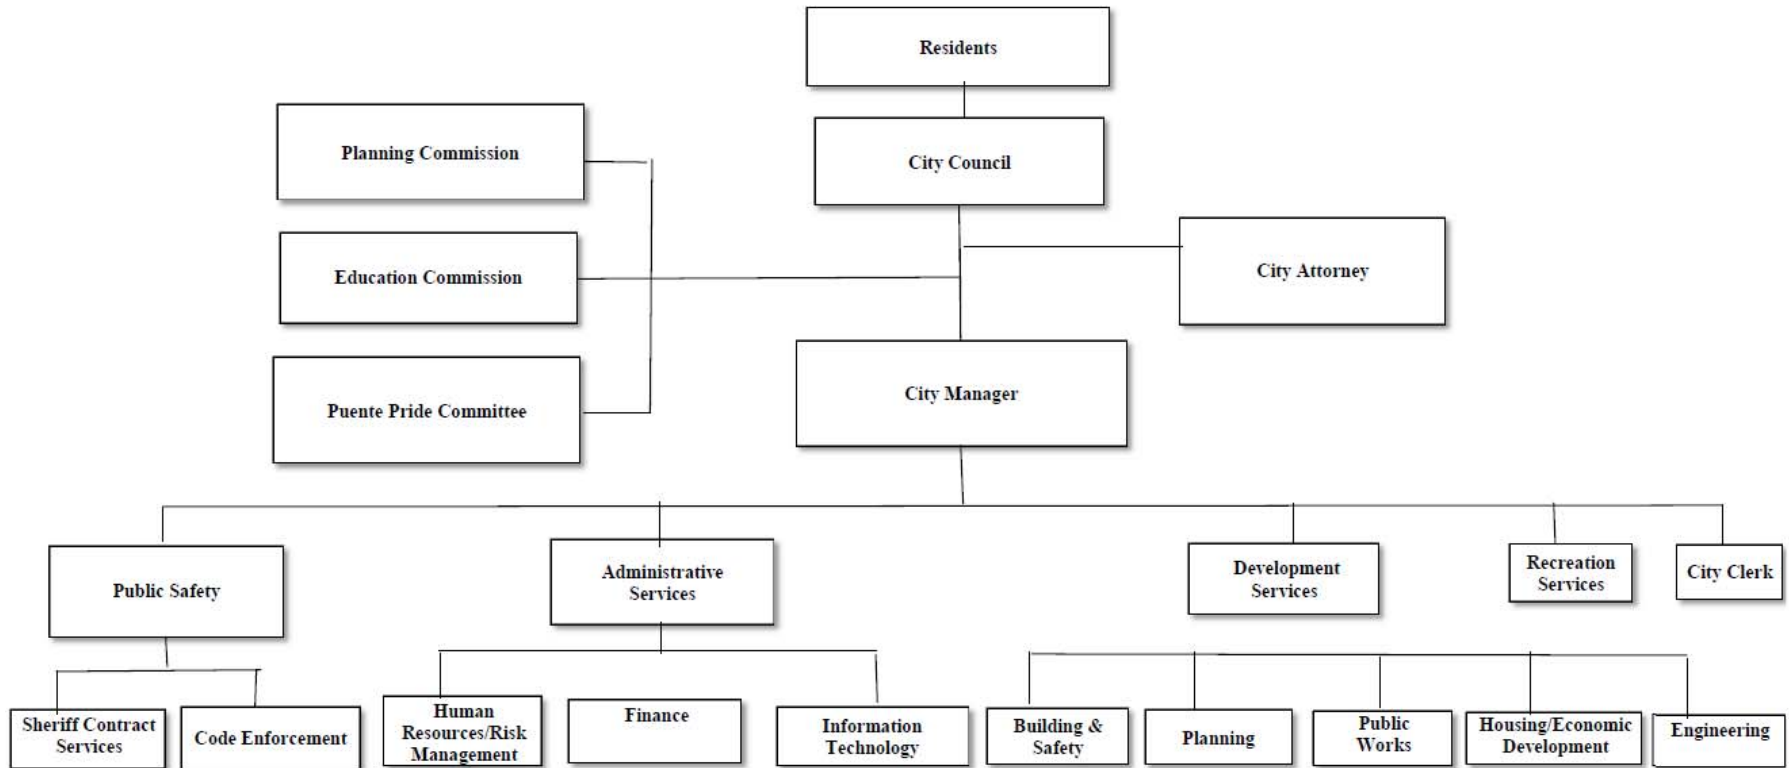 Residents
Planning Commission
City Council
Education Commission
City Attorney
Puente Pride Committee
City Manager
Public Safety
Administrative
Services
Development
Services
Recreation
Services
City Clerk
Sheriff Contract
Services
Code Enforcement
Human
Resources/Risk
Management
Finance
Information
Technology
Building &
Safety
Planning
Public
Works
Housing/Economic
Development
Engineering